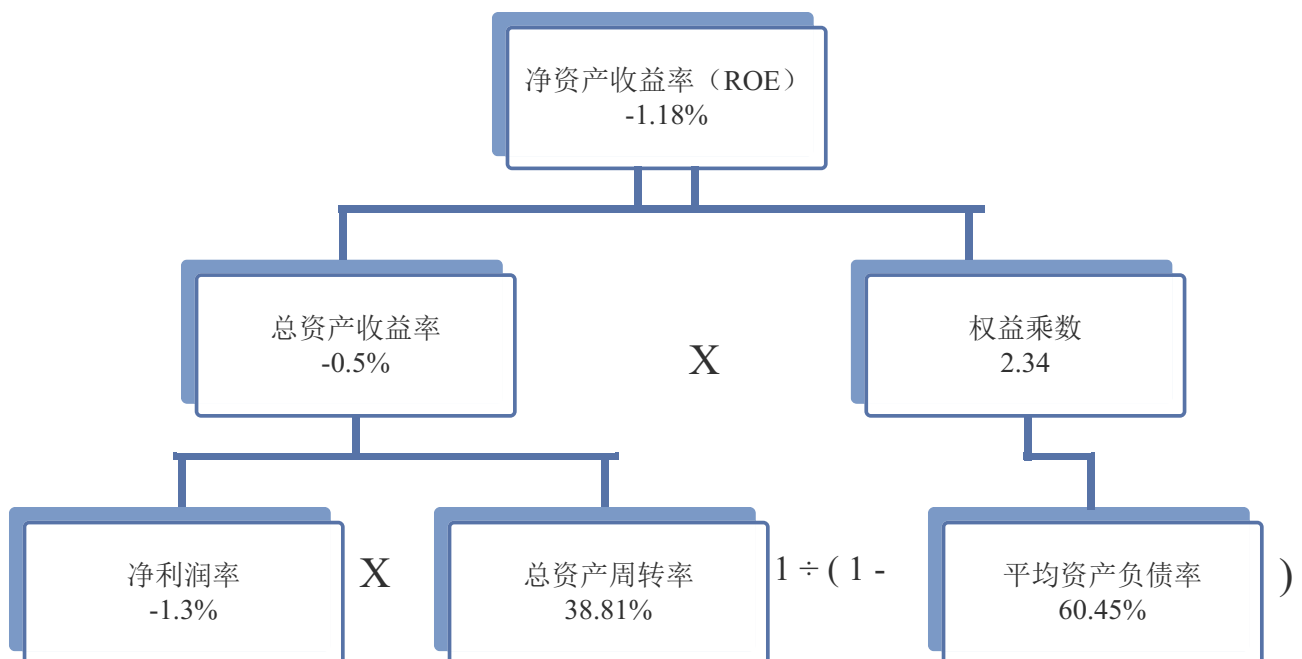 净资产收益率（ROE）
-1.18%
总资产收益率
-0.5%
X
权益乘数
2.34
净利润率
-1.3%
X
总资产周转率
38.81%
1 ÷ ( 1 -
平均资产负债率
60.45%
)